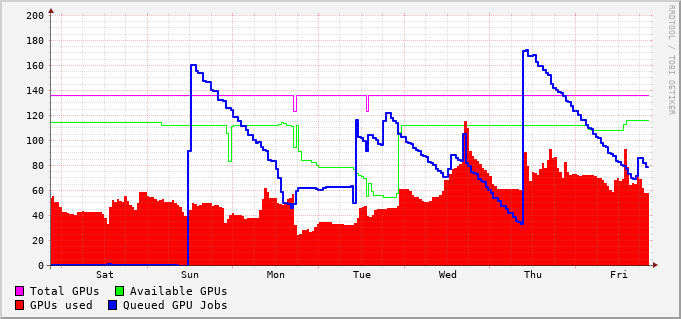 RRDTOOL / TOBI OETIKER
200
180
160
140
120
100
80
60
40
20
0
Sat Sun Mon Tue Wed Thu Fri
Total GPUs Available GPUs
GPUs used Queued GPU Jobs